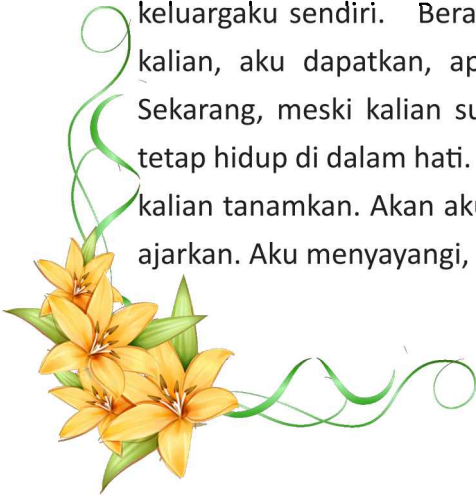 keluargaku sendiri. Bera
kalian, aku dapatkan, ap
Sekarang, meski kalian su
tetap hidup di dalam hati.
kalian tanamkan. Akan aku
ajarkan. Aku menyayangi,